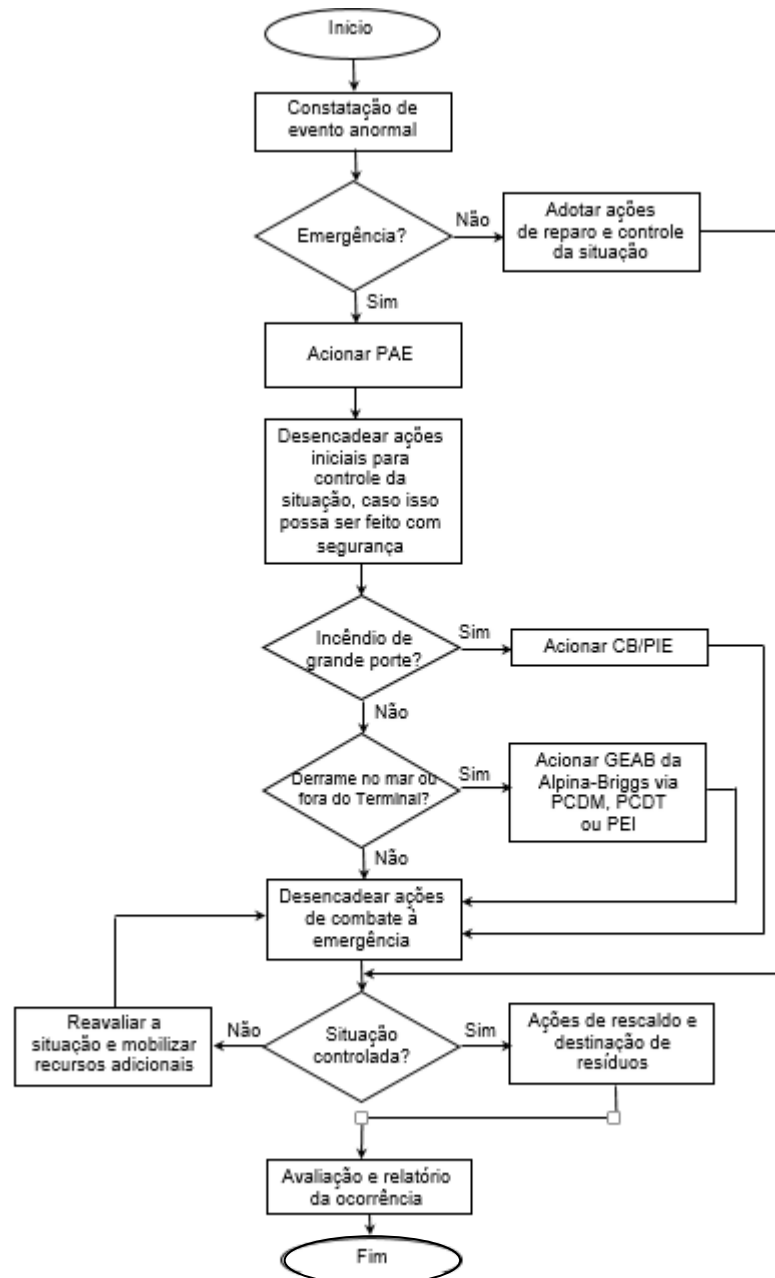 Inicio
Constatação de
evento anormal
Emergência?
Não
Adotar ações
de reparo e controle
da situação
Sim
Acionar PAE
Desencadear ações
iniciais para
controle da
situação, caso isso
possa ser feito com
segurança
Incêndio de
grande porte?
Sim
Acionar CB/PIE
Não
Derrame no mar ou
fora do Terminal?
Sim
Acionar GEAB da
Alpina-Briggs via
PCDM, PCDT
ou PEI
Não
Desencadear ações
de combate à
emergência
Reavaliar a
situação e mobilizar
recursos adicionais
Não
Situação
controlada?
Sim
Ações de rescaldo e
destinação de
resíduos
Avaliação e relatório
da ocorrência
Fim